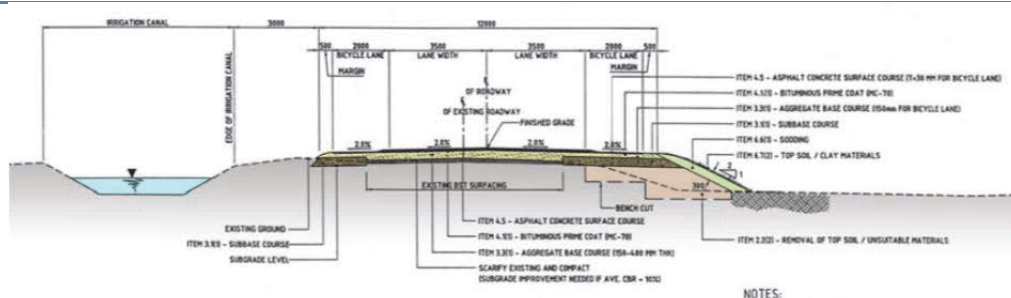 IRRIGATION CANAL
3000
12000
500
2000
3500
3500
2000
500
BICYCLE LANE
LANE WIDTH
LANE WIDTH
BICYCLE LANE
MARGIN
MARGIN
EDGE OF IRRIGATION CANAL
OF ROADWAY
OF EXISTING ROADWAY
FINISHED GRADE
2.0%
2.0%
2.0%
2.0%
ITEM 4.5 - ASPHALT CONCRETE SURFACE COURSE (T=30 MM FOR BICYCLE LANE)
ITEM 4.1(1) - BITUMINOUS PRIME COAT (MC-70)
ITEM 3.3(1) - AGGREGATE BASE COURSE (150mm FOR BICYCLE LANE)
ITEM 3.1(1) - SUBBASE COURSE
ITEM 6.6(1) - SODDING
ITEM 6.7(2) - TOP SOIL / CLAY MATERIALS
2
1
300
EXISTING DST SURFACING
BENCH CUT
EXISTING GROUND
ITEM 3.1(1) - SUBBASE COURSE
SUBGRADE LEVEL
ITEM 4.5 - ASPHALT CONCRETE SURFACE COURSE
ITEM 4.1(1) - BITUMINOUS PRIME COAT (MC-70)
ITEM 3.3(1) - AGGREGATE BASE COURSE (150-400 MM THK)
SCARIFY EXISTING AND COMPACT
(SUBGRADE IMPROVEMENT NEEDED IF AVE. CBR < 10%)
ITEM 2.2(2) - REMOVAL OF TOP SOIL / UNSUITABLE MATERIALS
NOTES: